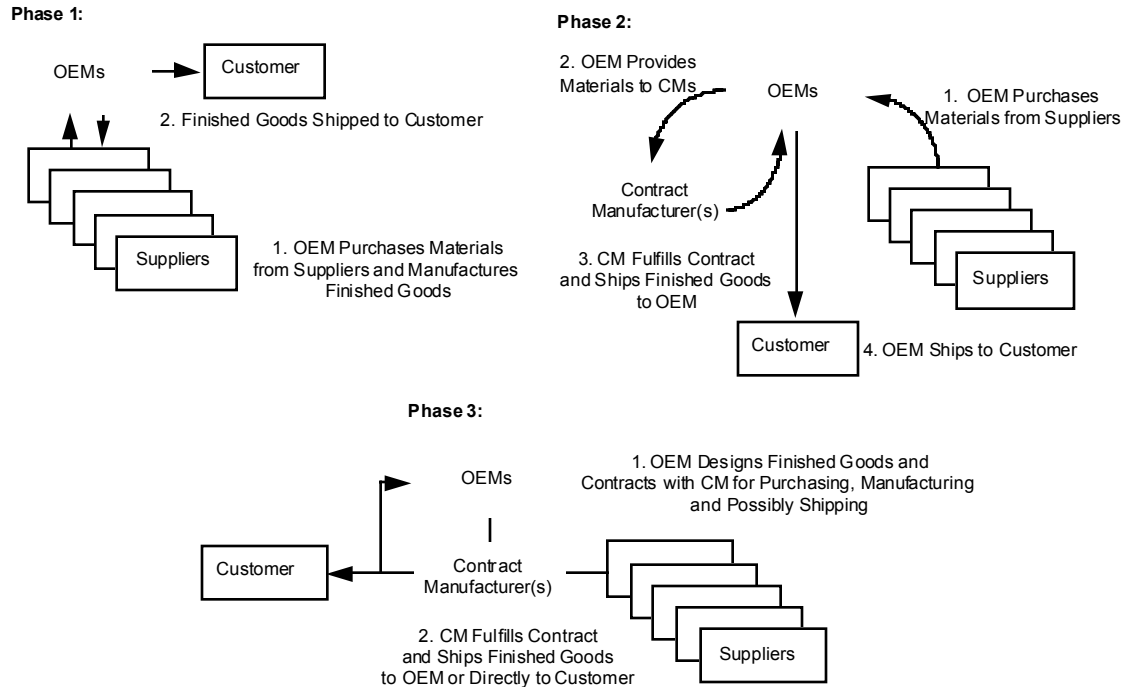 Phase 1:
OEMs
Customer
2. Finished Goods Shipped to Customer
Suppliers
1. OEM Purchases Materials
from Suppliers and Manufactures
Finished Goods
Phase 2:
2. OEM Provides
Materials to CMs
OEMs
1. OEM Purchases
Materials from Suppliers
Contract
Manufacturer(s)
3. CM Fulfills Contract
and Ships Finished Goods
to OEM
Suppliers
Customer
4. OEM Ships to Customer
Phase 3:
OEMs
1. OEM Designs Finished Goods and
Contracts with CM for Purchasing, Manufacturing
and Possibly Shipping
Customer
Contract
Manufacturer(s)
2. CM Fulfills Contract
and Ships Finished Goods
to OEM or Directly to Customer
Suppliers